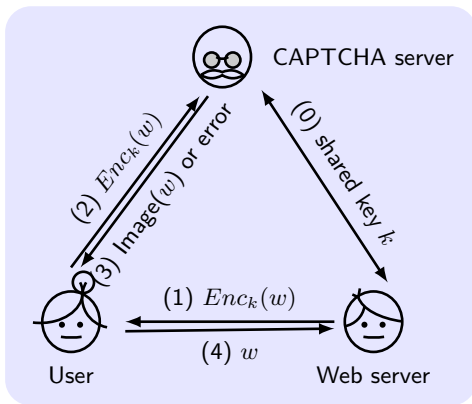 CAPTCHA server
(0) shared key k
(2) Enc_k(w)
(3) Image(w) or error
(1) Enc_k(w)
(4) w
User
Web server